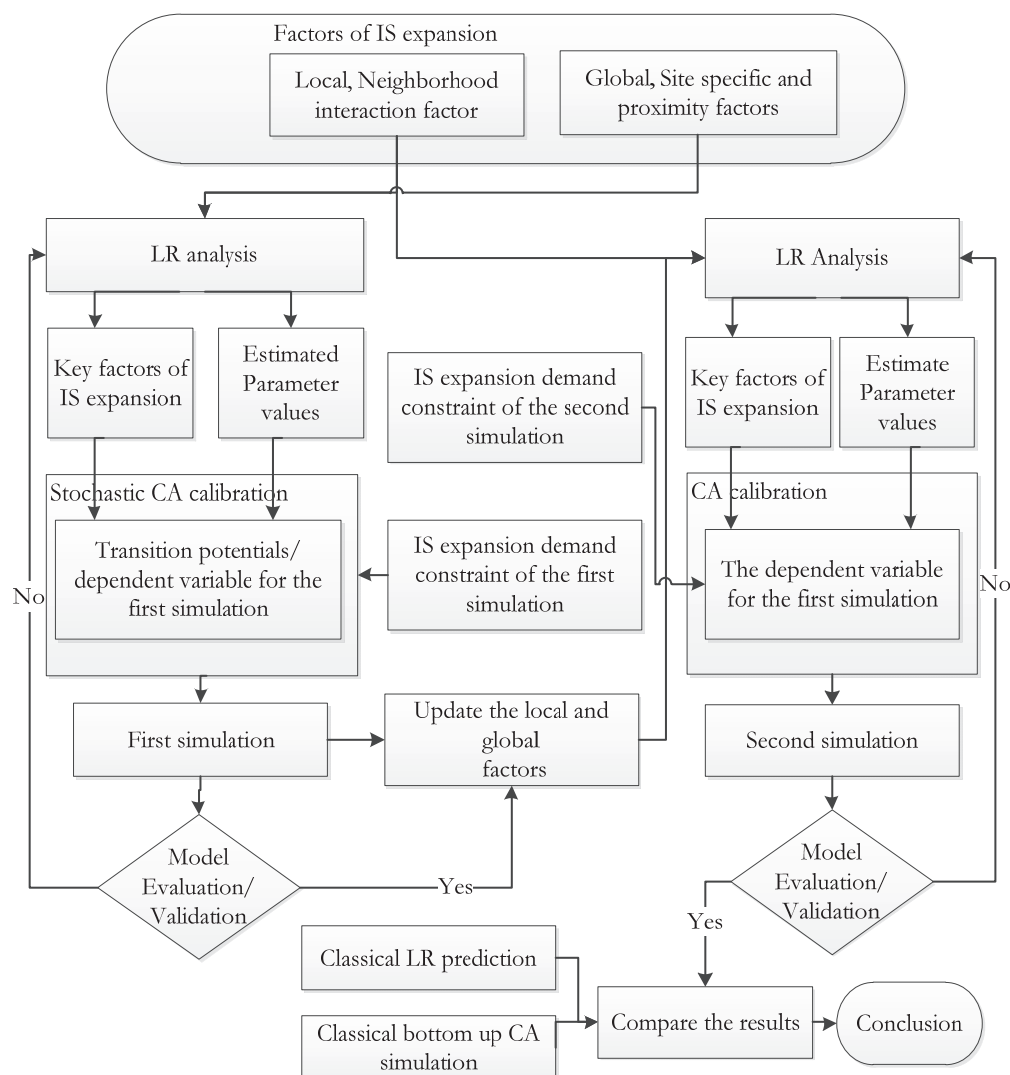 Factors of IS expansion
Local, Neighborhood
interaction factor
Global, Site specific and
proximity factors
LR analysis
LR Analysis
Key factors of
IS expansion
Estimated
Parameter
values
IS expansion demand
constraint of the second
simulation
Key factors of
IS expansion
Estimate
Parameter
values
Stochastic CA calibration
Transition potentials/
dependent variable for the
first simulation
IS expansion demand
constraint of the first
simulation
CA calibration
The dependent variable
for the first simulation
No
No
First simulation
Update the local and
global
factors
Second simulation
Model
Evaluation/
Validation
Yes
Model
Evaluation/
Validation
Yes
Classical LR prediction
Classical bottom up CA
simulation
Compare the results
Conclusion